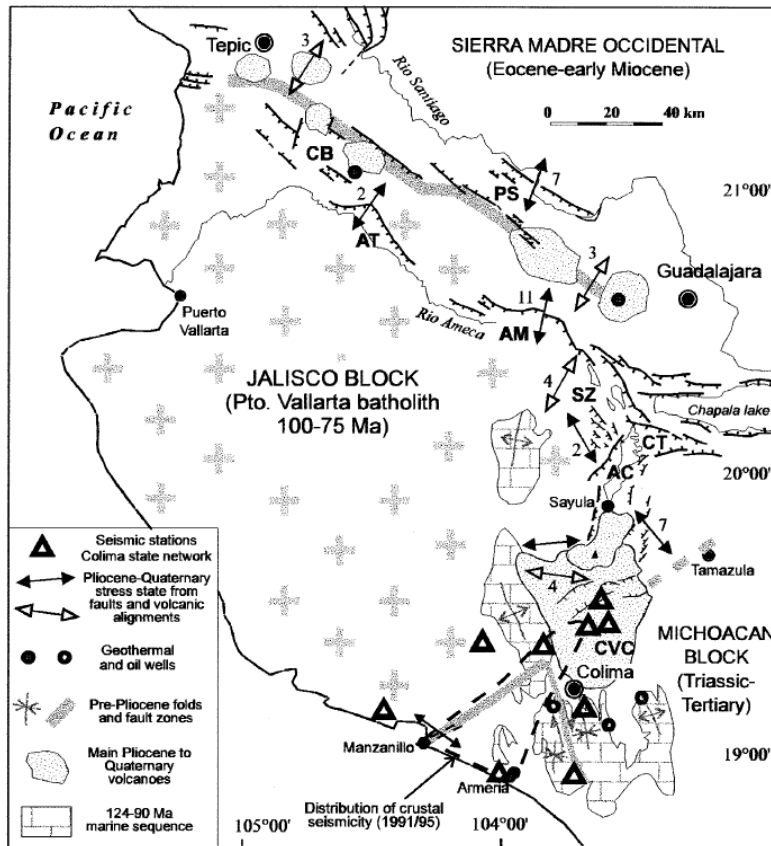 Tepic
3
SIERRA MADRE OCCIDENTAL
(Eocene-early Miocene)
Rio Santiago
0 20 40 km
Pacific
Ocean
CB
PS
7
21°00'
2
AT
3
Guadalajara
Puerto
Vallarta
11
Rio Ameca
AM
4
SZ
JALISCO BLOCK
(Pto. Vallarta batholith
100-75 Ma)
Chapala lake
2
CT
AC
20°00'
Sayula
7
Tamazula
4
MICHOACAN
BLOCK
(Triassic-
Tertiary)
CVC
Colima
Manzanillo
19°00'
Armeria
Distribution of crustal
seismicity (1991/95)
105°00'
104°00'
Seismic stations
Colima state network
Pliocene-Quaternary
stress state from
faults and volcanic
alignments
Geothermal
and oil wells
Pre-Pliocene folds
and fault zones
Main Pliocene to
Quaternary
volcanoes
124-90 Ma
marine sequence